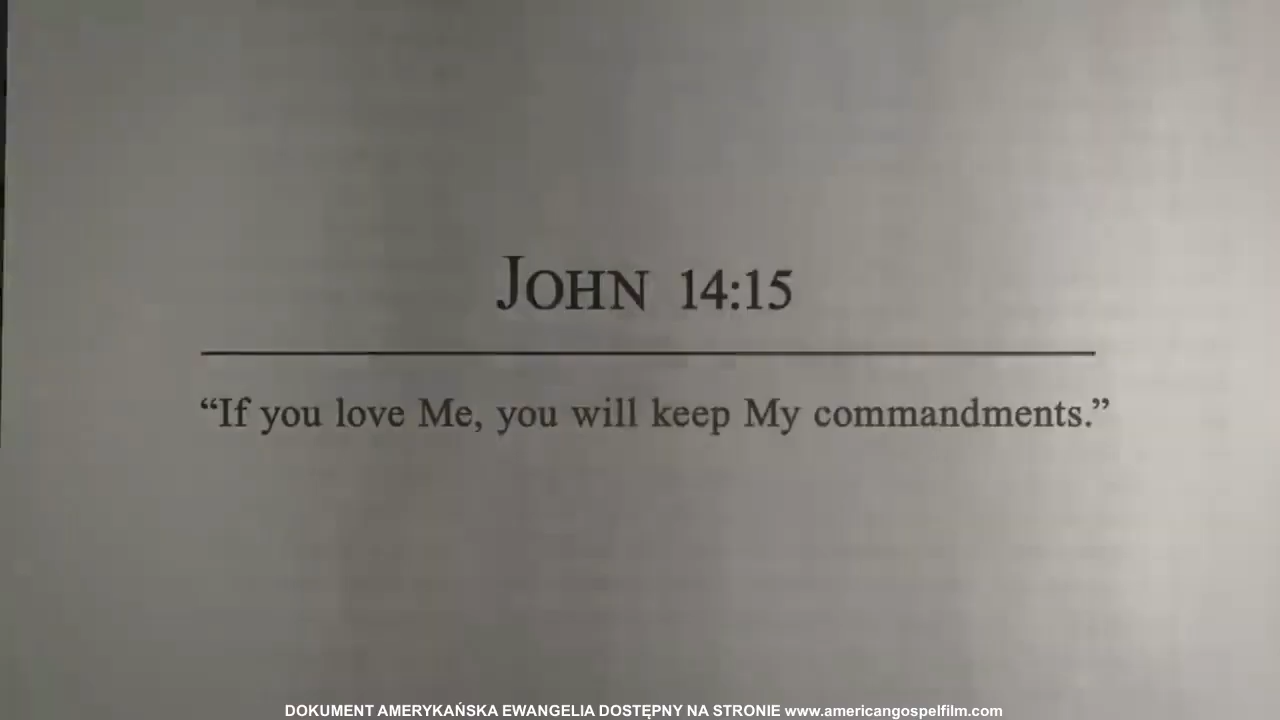 JOHN 14:15
“If you love Me, you will keep My commandments.”
DOKUMENT AMERYKAŃSKA EWANGELIA DOSTĘPNY NA STRONIE www.americangospelfilm.com